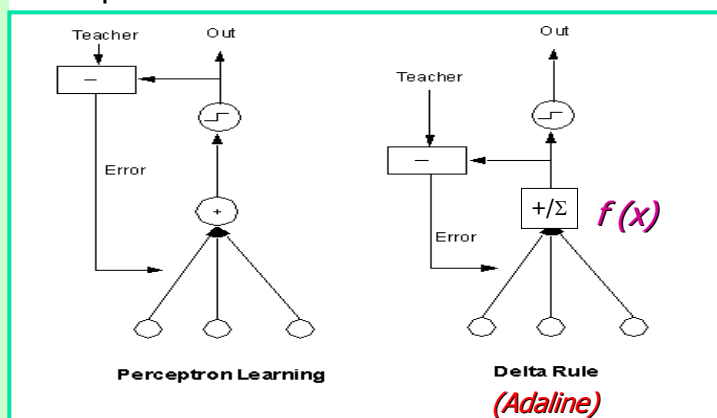 Teacher
Out
−
Error
+
Perceptron Learning
Out
Teacher
−
+/Σ
f (x)
Error
Delta Rule
(Adaline)